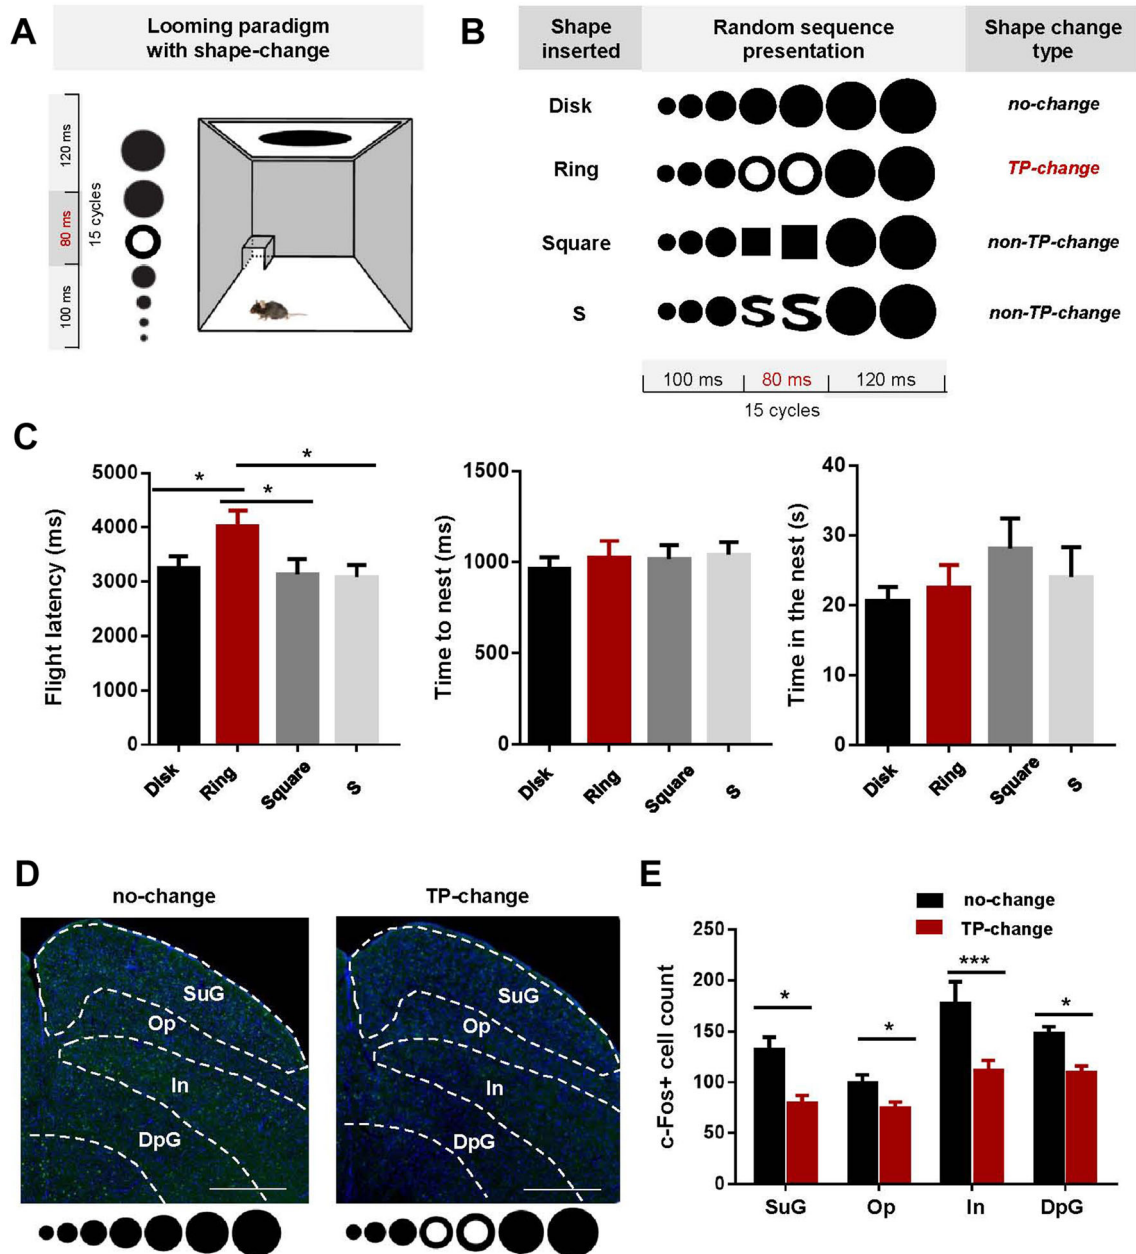 A
Looming paradigm
with shape-change
120 ms
80 ms
100 ms
15 cycles
B
Shape
inserted
Random sequence
presentation
Shape change
type
Disk
no-change
Ring
TP-change
Square
non-TP-change
S
non-TP-change
100 ms
80 ms
120 ms
15 cycles
C
Flight latency (ms)
5000
4000
3000
2000
1000
0
*
*
*
Disk
Ring
Square
S
Time to nest (ms)
1500
1000
500
0
Disk
Ring
Square
S
Time in the nest (s)
40
30
20
10
0
Disk
Ring
Square
S
D
no-change
TP-change
SuG
Op
In
DpG
SuG
Op
In
DpG
E
no-change
TP-change
c-Fos+ cell count
250
200
150
100
50
0
*
*
***
*
SuG
Op
In
DpG